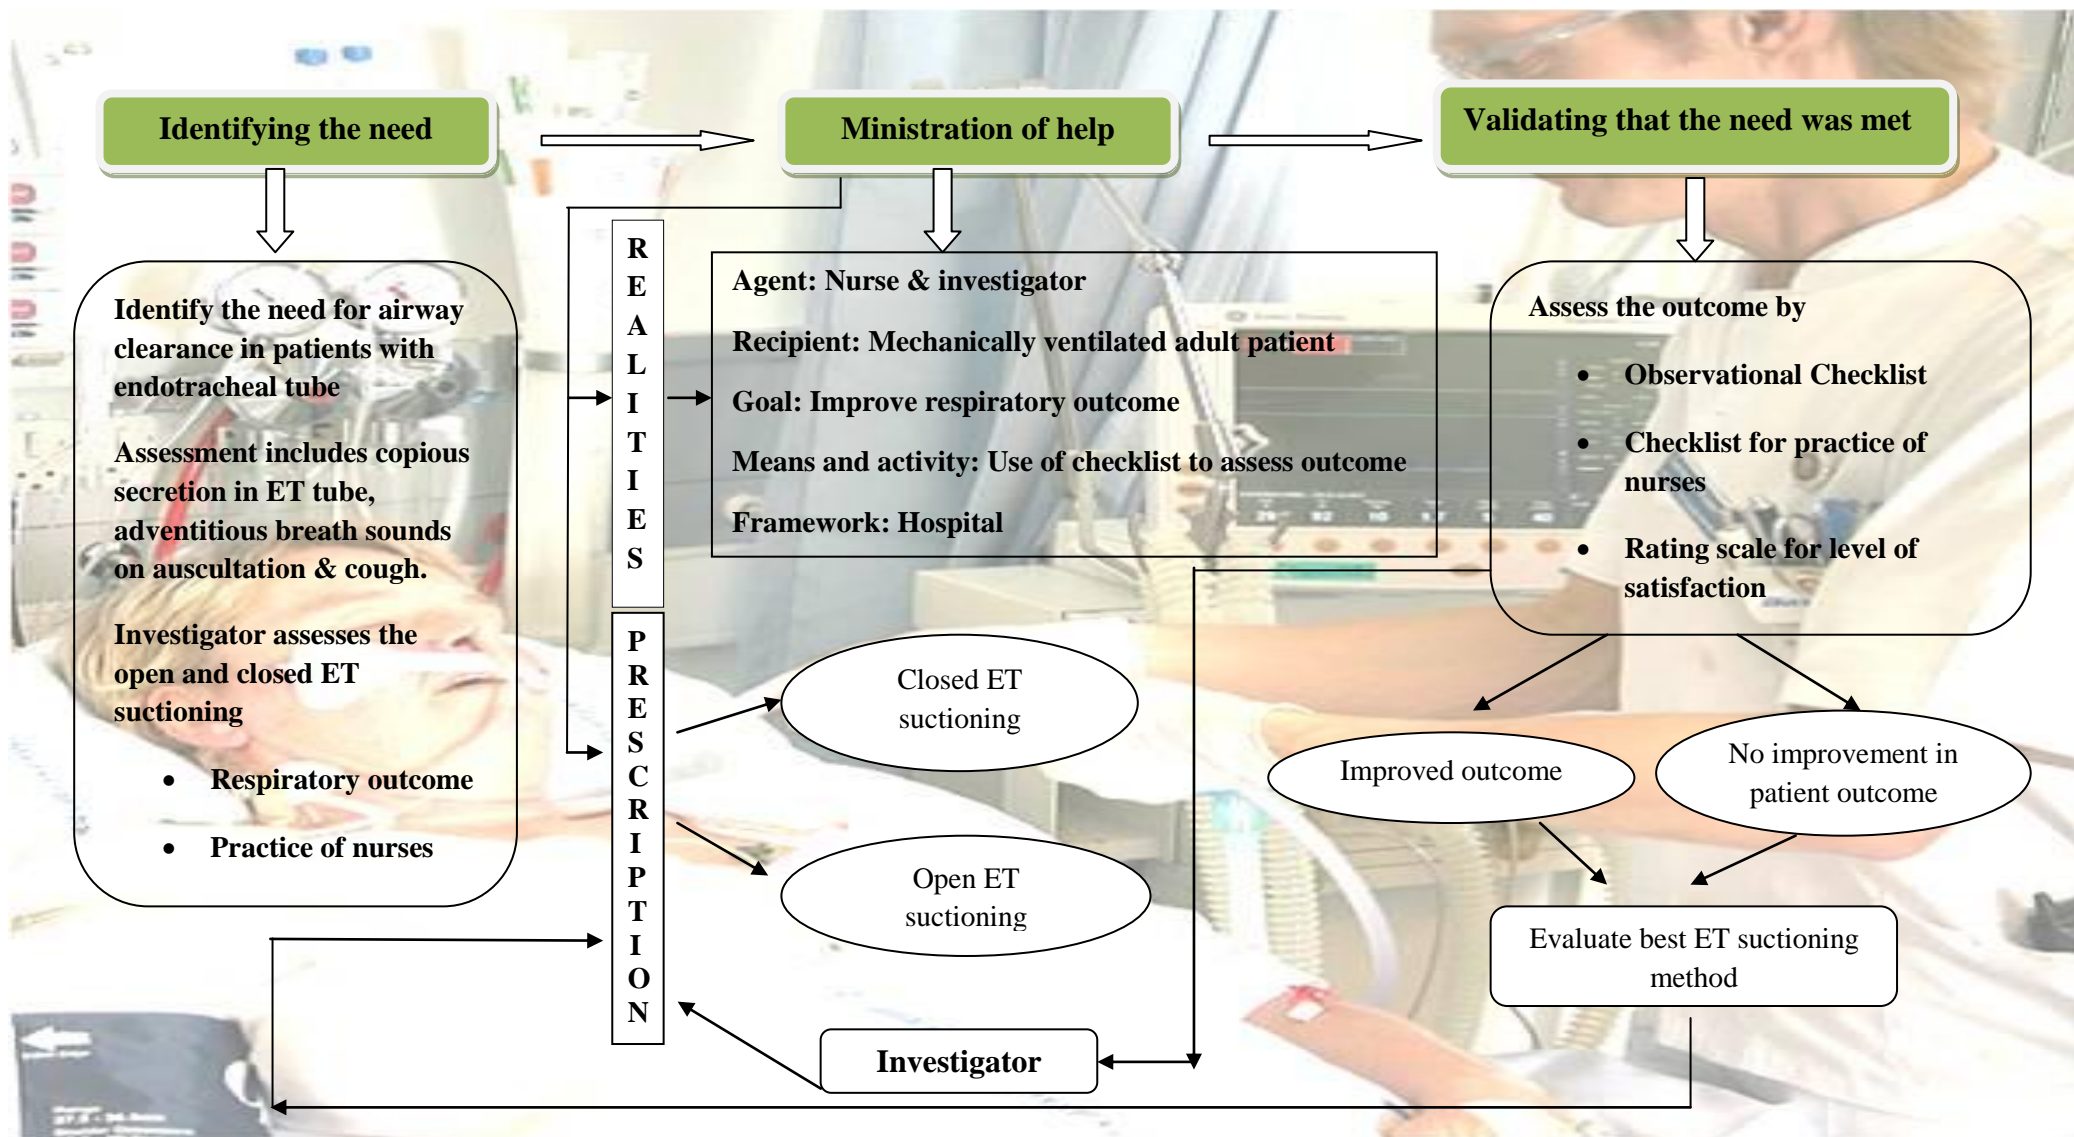 Identifying the need
Ministration of help
Validating that the need was met
Identify the need for airway
clearance in patients with
endotracheal tube
Assessment includes copious
secretion in ET tube,
adventitious breath sounds
on auscultation & cough.
Investigator assesses the
open and closed ET
suctioning
• Respiratory outcome
• Practice of nurses
REALITIES
Agent: Nurse & investigator
Recipient: Mechanically ventilated adult patient
Goal: Improve respiratory outcome
Means and activity: Use of checklist to assess outcome
Framework: Hospital
PRESCRIPTION
Closed ET
suctioning
Open ET
suctioning
Investigator
Assess the outcome by
• Observational Checklist
• Checklist for practice of
nurses
• Rating scale for level of
satisfaction
Improved outcome
No improvement in
patient outcome
Evaluate best ET suctioning
method